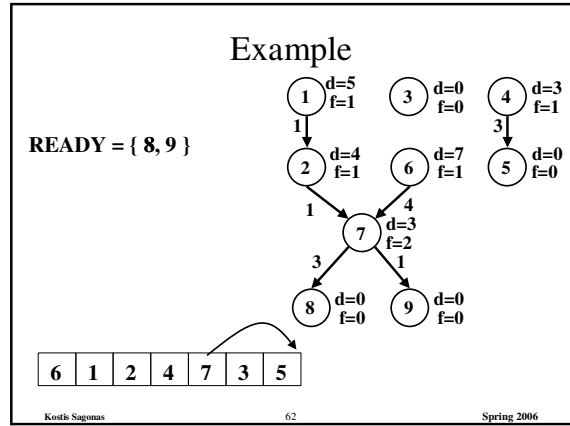 Example
1 d=5 3 d=0 4 d=3
f=1 f=0 f=1
1 3
READY = { 8, 9 }
2 d=4 6 d=7 5 d=0
f=1 f=1 f=0
1 4
7 d=3
f=2
3 1
8 d=0 9 d=0
f=0 f=0
6 1 2 4 7 3 5
Kostis Sagonas 62 Spring 2006